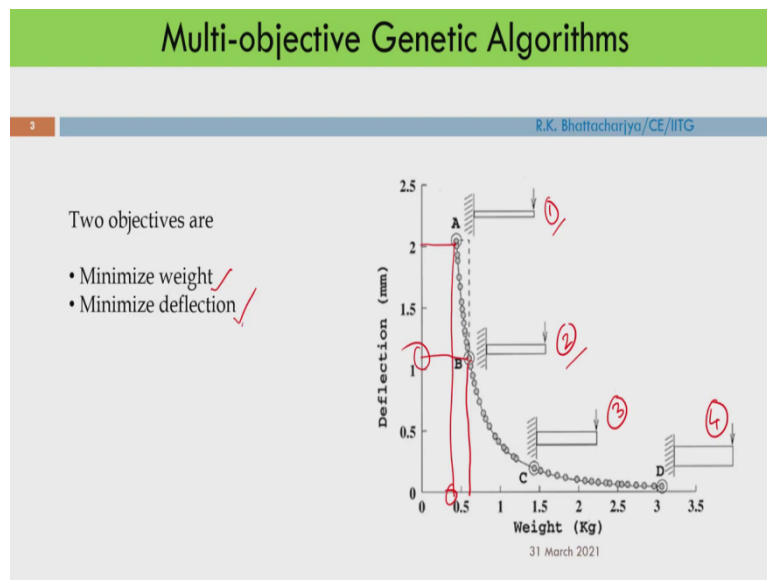 Multi-objective Genetic Algorithms
3
R.K. Bhattacharjya/CE/IITG
Two objectives are
• Minimize weight
• Minimize deflection
Deflection (mm)
2.5
2
1.5
1
0.5
0
A
B
C
D
1
2
3
4
0 0.5 1 1.5 2 2.5 3 3.5
Weight (Kg)
31 March 2021